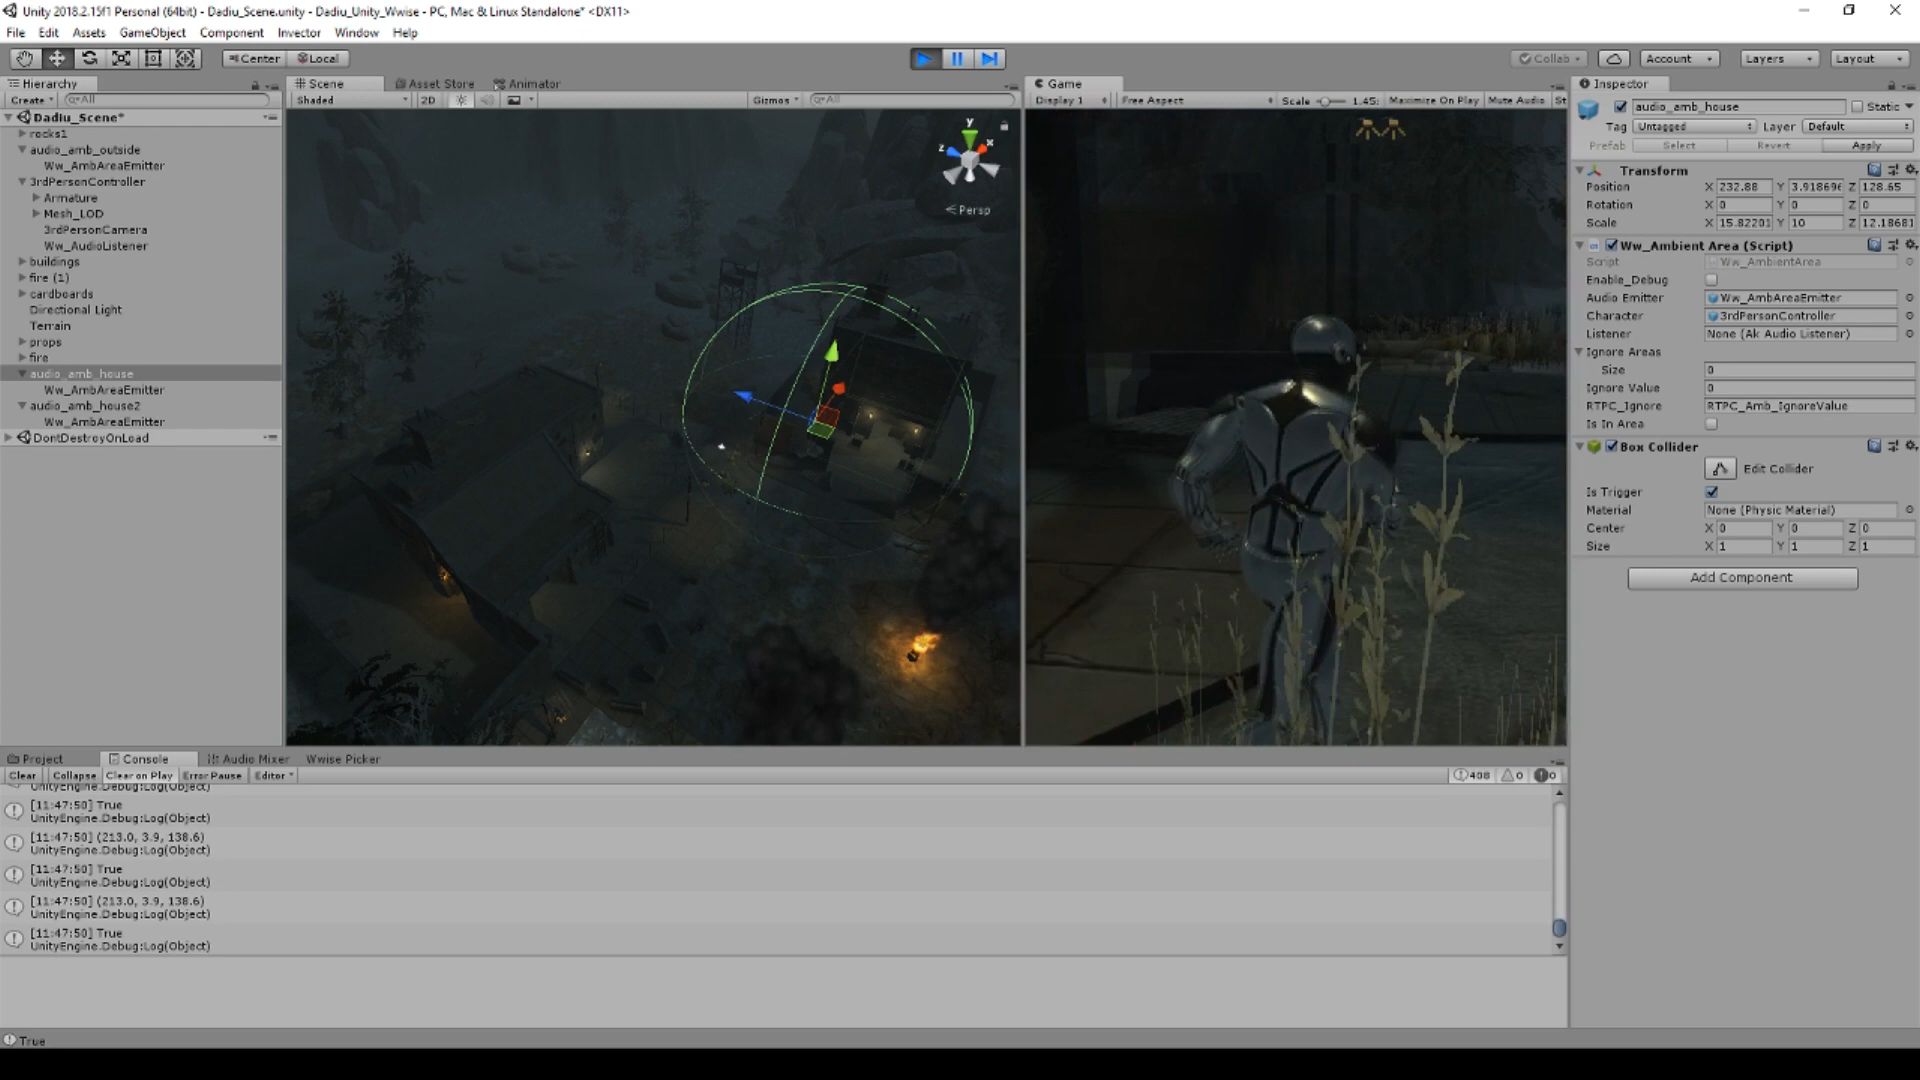 Unity 2018.2.15f1 Personal (64bit) - Dadiu_Scene.unity - Dadiu_Unity_Wwise - PC, Mac & Linux Standalone* <DX11>
File Edit Assets GameObject Component Invector Window Help
Center Local Collab Account Layers Layout
Hierarchy
Create All
Dadiu_Scene*
rocks1
audio_amb_outside
Ww_AmbAreaEmitter
3rdPersonController
Armature
Mesh_LOD
3rdPersonCamera
Ww_AudioListener
buildings
fire (1)
cardboards
Directional Light
Terrain
props
fire
audio_amb_house
Ww_AmbAreaEmitter
audio_amb_house2
Ww_AmbAreaEmitter
DontDestroyOnLoad
Scene Asset Store Animator
Shaded 2D Gizmos All
y
z x
Persp
Game
Display 1 Free Aspect Scale 1.45: Maximize On Play Mute Audio St
Inspector
audio_amb_house Static
Tag Untagged Layer Default
Prefab Select Revert Apply
Transform
Position X 232.88 Y 3.918696 Z 128.65
Rotation X 0 Y 0 Z 0
Scale X 15.82201 Y 10 Z 12.18681
Ww_Ambient Area (Script)
Script Ww_AmbientArea
Enable_Debug
Audio Emitter Ww_AmbAreaEmitter
Character 3rdPersonController
Listener None (Ak Audio Listener)
Ignore Areas
Size 0
Ignore Value 0
RTPC_Ignore RTPC_Amb_IgnoreValue
Is In Area
Box Collider
Edit Collider
Is Trigger
Material None (Physic Material)
Center X 0 Y 0 Z 0
Size X 1 Y 1 Z 1
Add Component
Project Console Audio Mixer Wwise Picker
Clear Collapse Clear on Play Error Pause Editor 408 0 0
UnityEngine.Debug:Log(Object)
[11:47:50] True
UnityEngine.Debug:Log(Object)
[11:47:50] (213.0, 3.9, 138.6)
UnityEngine.Debug:Log(Object)
[11:47:50] True
UnityEngine.Debug:Log(Object)
[11:47:50] (213.0, 3.9, 138.6)
UnityEngine.Debug:Log(Object)
[11:47:50] True
UnityEngine.Debug:Log(Object)
True